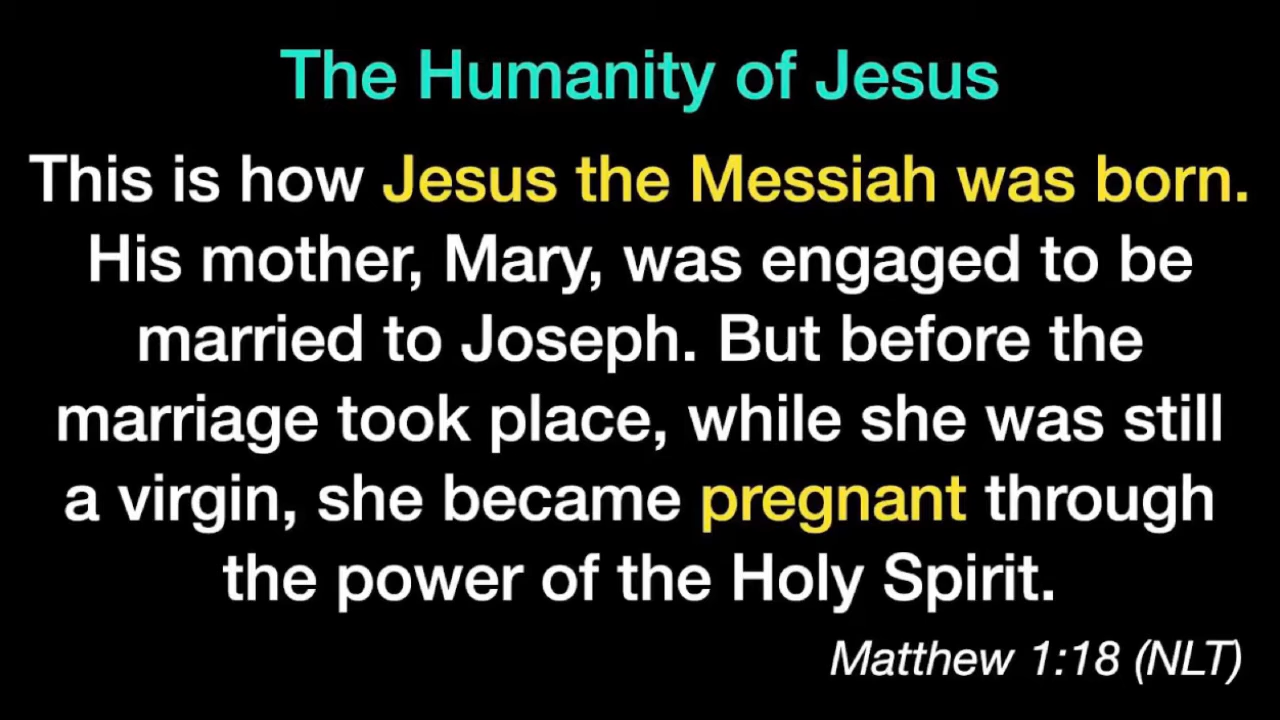 The Humanity of Jesus
This is how Jesus the Messiah was born.
His mother, Mary, was engaged to be
married to Joseph. But before the
marriage took place, while she was still
a virgin, she became pregnant through
the power of the Holy Spirit.
Matthew 1:18 (NLT)